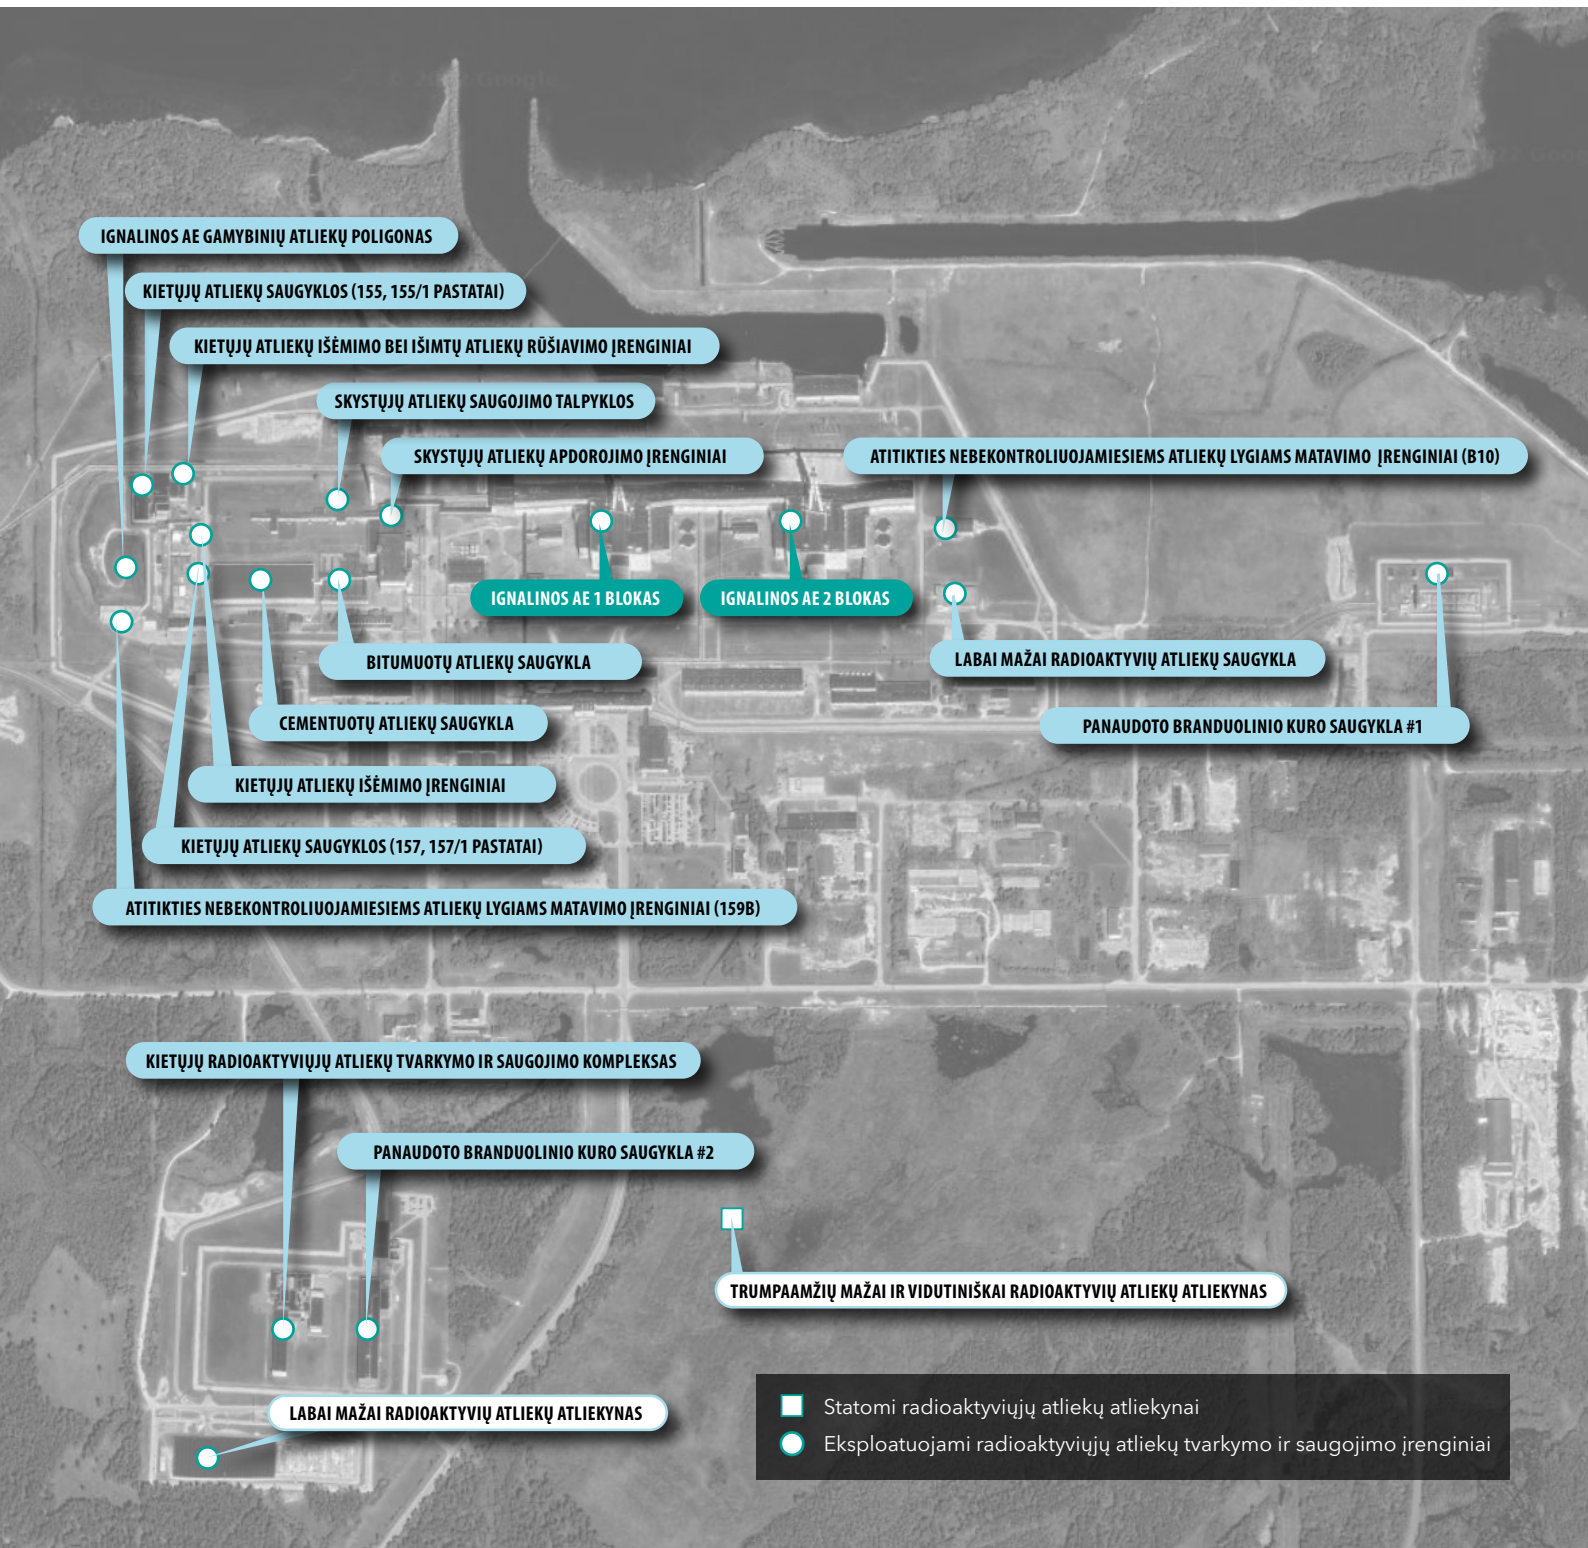 © 2022 Google
IGNALINOS AE GAMYBINIŲ ATLIEKŲ POLIGONAS
KIETŲJŲ ATLIEKŲ SAUGYKLOS (155, 155/1 PASTATAI)
KIETŲJŲ ATLIEKŲ IŠĖMIMO BEI IŠIMTŲ ATLIEKŲ RŪŠIAVIMO ĮRENGINIAI
SKYSTŲJŲ ATLIEKŲ SAUGOJIMO TALPYKLOS
SKYSTŲJŲ ATLIEKŲ APDOROJIMO ĮRENGINIAI
ATITIKTIES NEBEKONTROLIUOJAMIESIEMS ATLIEKŲ LYGIAMS MATAVIMO ĮRENGINIAI (B10)
IGNALINOS AE 1 BLOKAS
IGNALINOS AE 2 BLOKAS
BITUMUOTŲ ATLIEKŲ SAUGYKLA
LABAI MAŽAI RADIOAKTYVIŲ ATLIEKŲ SAUGYKLA
CEMENTUOTŲ ATLIEKŲ SAUGYKLA
PANAUDOTO BRANDUOLINIO KURO SAUGYKLA #1
KIETŲJŲ ATLIEKŲ IŠĖMIMO ĮRENGINIAI
KIETŲJŲ ATLIEKŲ SAUGYKLOS (157, 157/1 PASTATAI)
ATITIKTIES NEBEKONTROLIUOJAMIESIEMS ATLIEKŲ LYGIAMS MATAVIMO ĮRENGINIAI (159B)
KIETŲJŲ RADIOAKTYVIŲJŲ ATLIEKŲ TVARKYMO IR SAUGOJIMO KOMPLEKSAS
PANAUDOTO BRANDUOLINIO KURO SAUGYKLA #2
TRUMPAAMŽIŲ MAŽAI IR VIDUTINIŠKAI RADIOAKTYVIŲ ATLIEKŲ ATLIEKYNAS
LABAI MAŽAI RADIOAKTYVIŲ ATLIEKŲ ATLIEKYNAS
Statomi radioaktyviųjų atliekų atliekynai
Eksploatuojami radioaktyviųjų atliekų tvarkymo ir saugojimo įrenginiai